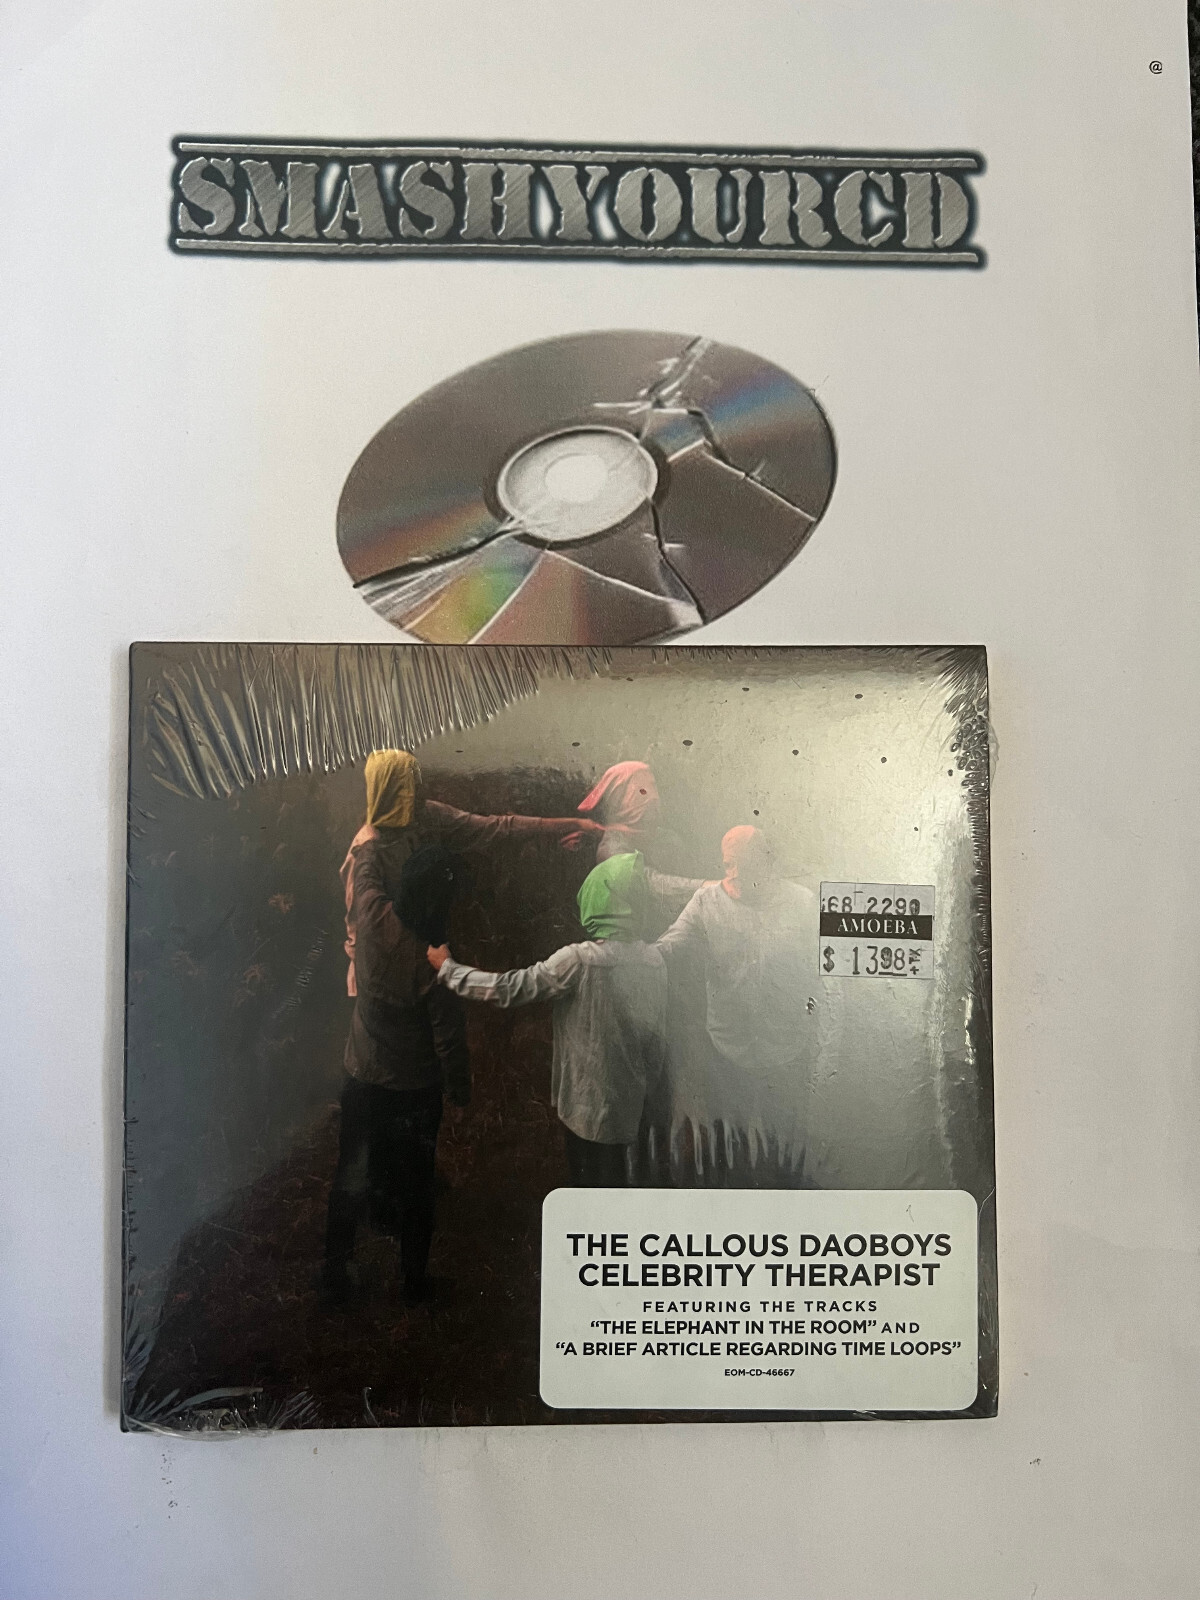 @
SMASHYOURCD
68 2290
AMOEBA
$ 13.98
THE CALLOUS DAOBOYS
CELEBRITY THERAPIST
FEATURING THE TRACKS
“THE ELEPHANT IN THE ROOM” AND
“A BRIEF ARTICLE REGARDING TIME LOOPS”
EOM-CD-46667